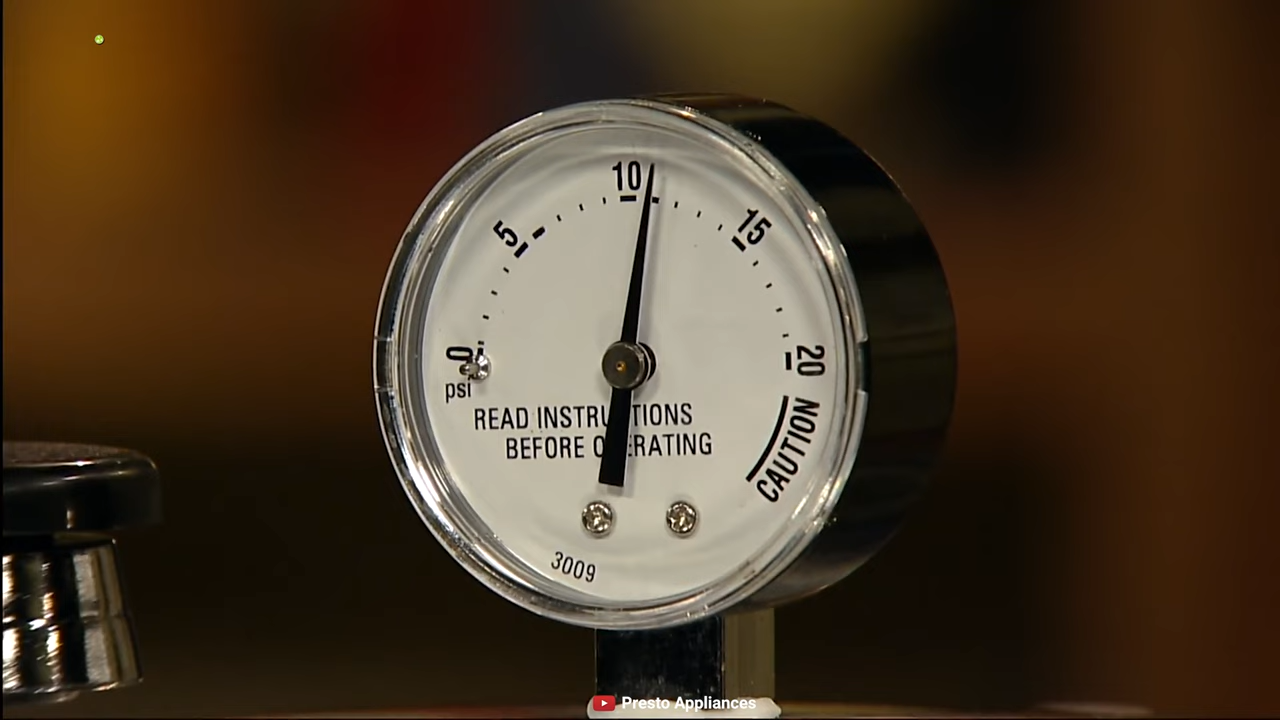 10
5
15
0
20
psi
READ INSTRUCTIONS
BEFORE OPERATING
CAUTION
3009
Presto Appliances